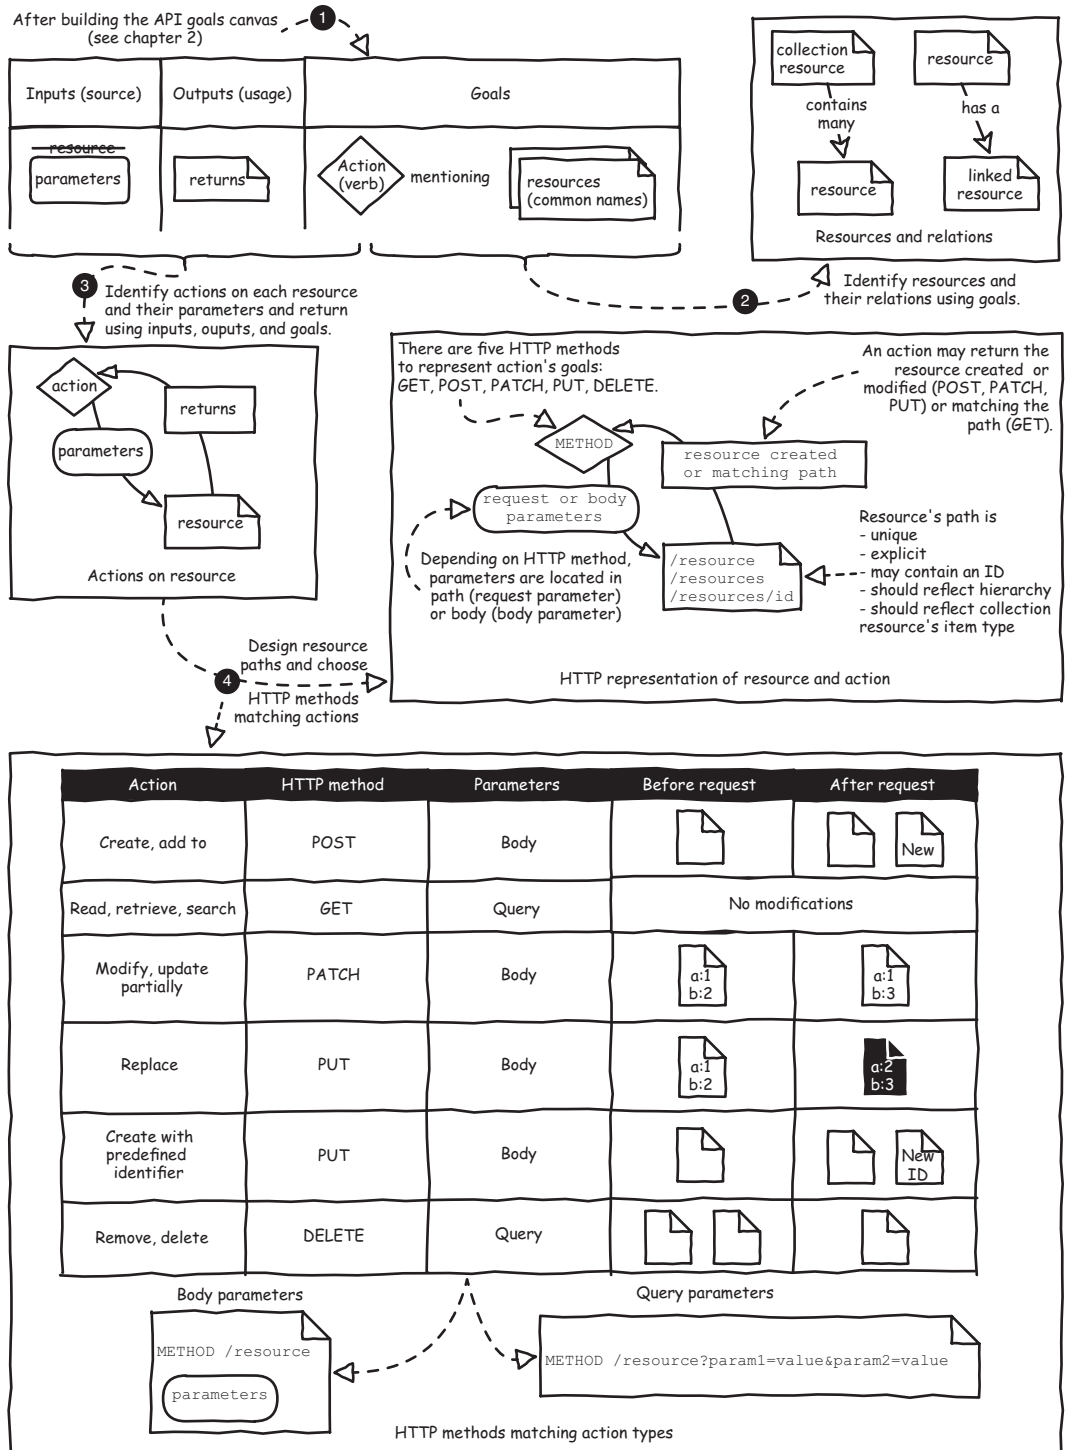 After building the API goals canvas
(see chapter 2)
1
Inputs (source)
Outputs (usage)
Goals
resource
parameters
returns
Action
(verb)
mentioning
resources
(common names)
collection
resource
resource
contains
many
has a
resource
linked
resource
Resources and relations
2
Identify resources and
their relations using goals.
3
Identify actions on each resource
and their parameters and return
using inputs, ouputs, and goals.
action
returns
parameters
resource
Actions on resource
There are five HTTP methods
to represent action's goals:
GET, POST, PATCH, PUT, DELETE.
An action may return the
resource created or
modified (POST, PATCH,
PUT) or matching the
path (GET).
METHOD
resource created
or matching path
request or body
parameters
Depending on HTTP method,
parameters are located in
path (request parameter)
or body (body parameter)
/resource
/resources
/resources/id
Resource's path is
- unique
- explicit
- may contain an ID
- should reflect hierarchy
- should reflect collection
resource's item type
HTTP representation of resource and action
Design resource
paths and choose
4
HTTP methods
matching actions
Action
HTTP method
Parameters
Before request
After request
Create, add to
POST
Body
New
Read, retrieve, search
GET
Query
No modifications
Modify, update
partially
PATCH
Body
a:1
b:2
a:1
b:3
Replace
PUT
Body
a:1
b:2
a:2
b:3
Create with
predefined
identifier
PUT
Body
New
ID
Remove, delete
DELETE
Query
Body parameters
METHOD /resource
parameters
Query parameters
METHOD /resource?param1=value&param2=value
HTTP methods matching action types